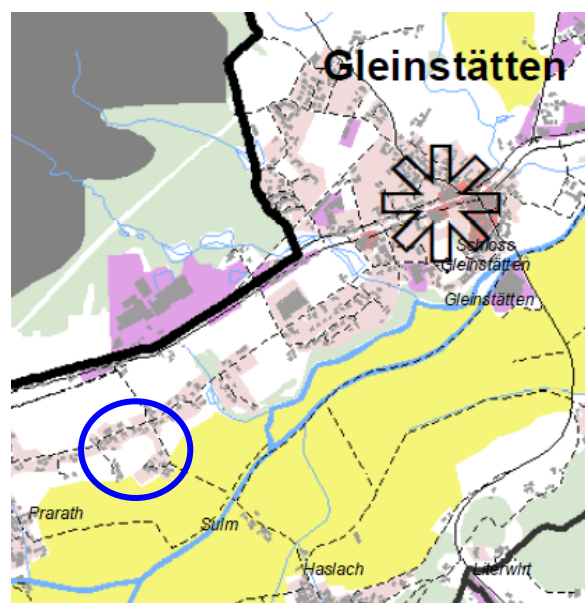 Gleinstätten
Schloss
Gleinstätten
Gleinstätten
Prarath
Sulm
Haslach
Literwirt